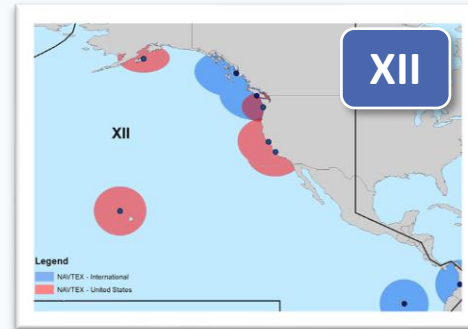 XII
XII
Legend
NAVTEX - International
NAVTEX - United States